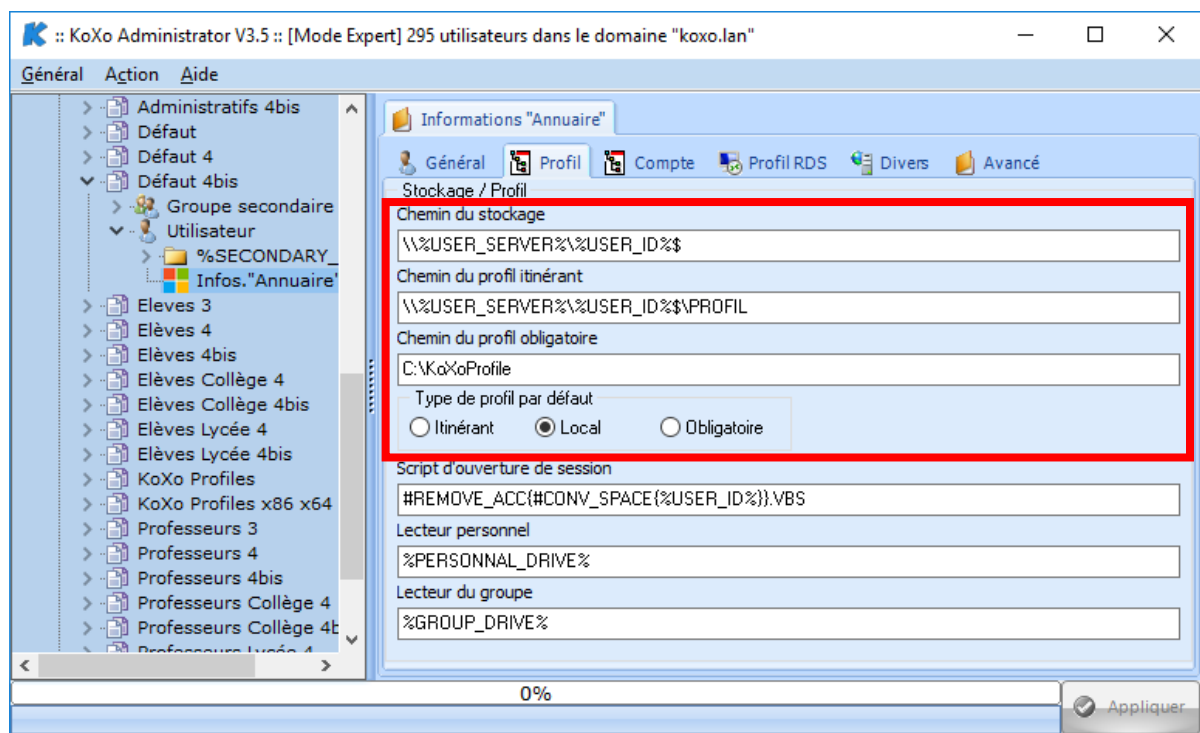 :: KoXo Administrator V3.5 :: [Mode Expert] 295 utilisateurs dans le domaine "koxo.lan"
Général Action Aide
Administratifs 4bis
Défaut
Défaut 4
Défaut 4bis
Groupe secondaire
Utilisateur
%SECONDARY_
Infos."Annuaire"
Eleves 3
Elèves 4
Elèves 4bis
Elèves Collège 4
Elèves Collège 4bis
Elèves Lycée 4
Elèves Lycée 4bis
KoXo Profiles
KoXo Profiles x86 x64
Professeurs 3
Professeurs 4
Professeurs 4bis
Professeurs Collège 4
Professeurs Collège 4b
Professeurs Lycée 4
Informations "Annuaire"
Général Profil Compte Profil RDS Divers Avancé
Stockage / Profil
Chemin du stockage
\\%USER_SERVER%\%USER_ID%$
Chemin du profil itinérant
\\%USER_SERVER%\%USER_ID%$\PROFIL
Chemin du profil obligatoire
C:\KoXoProfile
Type de profil par défaut
Itinérant Local Obligatoire
Script d'ouverture de session
#REMOVE_ACC{#CONV_SPACE{%USER_ID%}}.VBS
Lecteur personnel
%PERSONNAL_DRIVE%
Lecteur du groupe
%GROUP_DRIVE%
0%
Appliquer